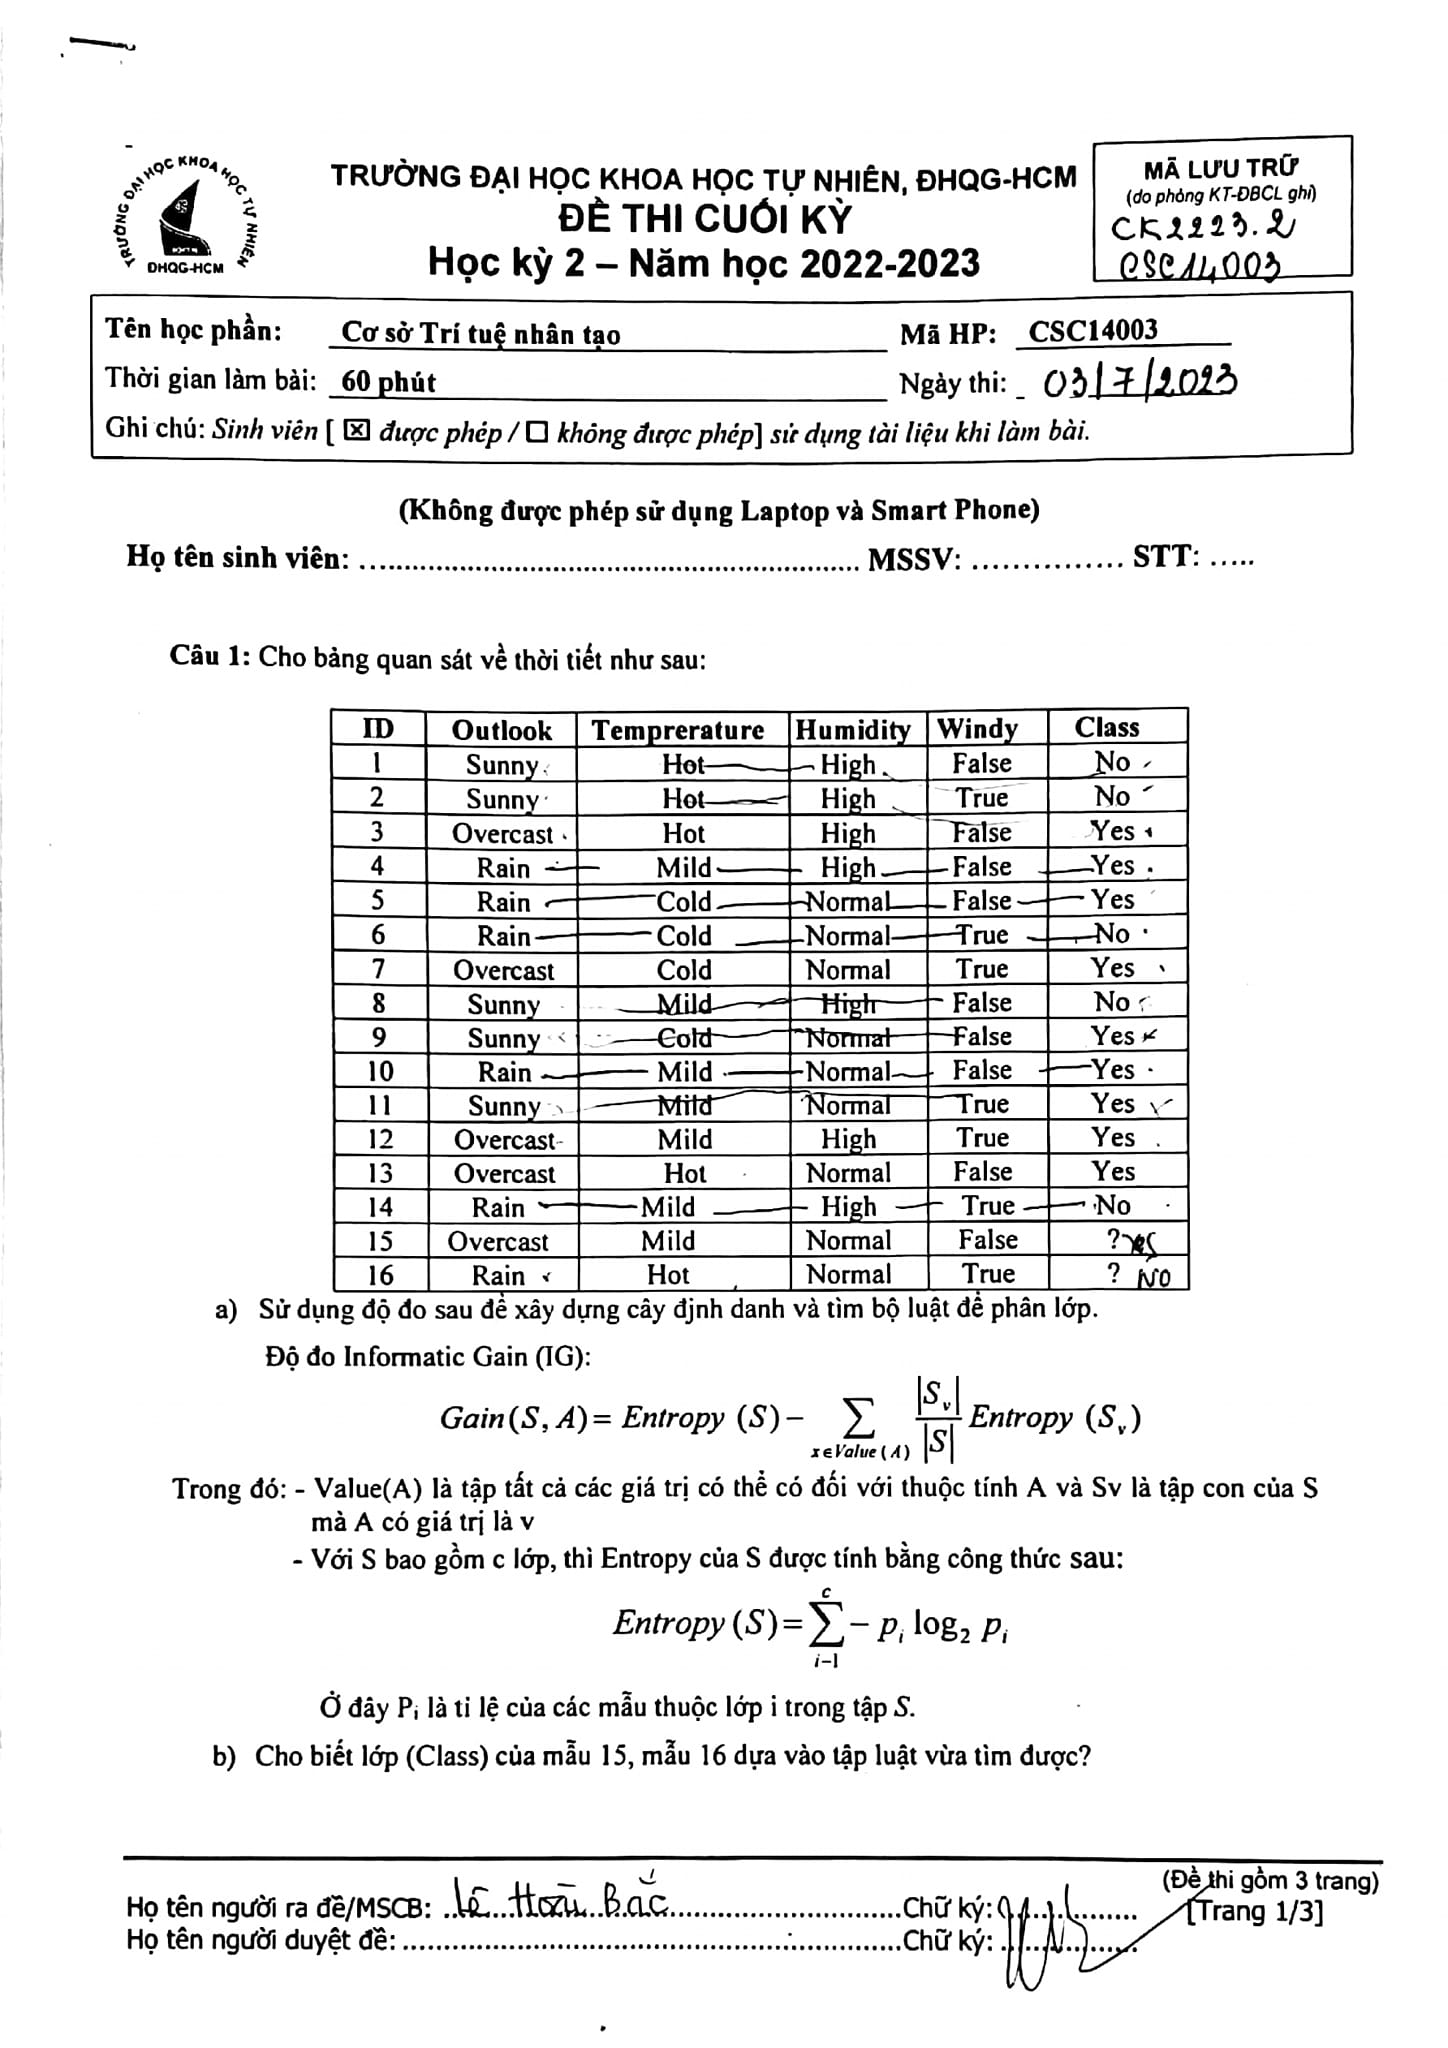 TRƯỜNG ĐẠI HỌC KHOA HỌC TỰ NHIÊN
ĐHQG-HCM
TRƯỜNG ĐẠI HỌC KHOA HỌC TỰ NHIÊN, ĐHQG-HCM
ĐỀ THI CUỐI KỲ
Học kỳ 2 – Năm học 2022-2023
MÃ LƯU TRỮ
(do phòng KT-ĐBCL ghi)
CK2223.2
CSC14003
Tên học phần: Cơ sở Trí tuệ nhân tạo Mã HP: CSC14003
Thời gian làm bài: 60 phút Ngày thi: 03/7/2023
Ghi chú: Sinh viên [ ☒ được phép / ☐ không được phép] sử dụng tài liệu khi làm bài.
(Không được phép sử dụng Laptop và Smart Phone)
Họ tên sinh viên: ........................................................ MSSV: ............... STT: .....
Câu 1: Cho bảng quan sát về thời tiết như sau:
ID Outlook Temprerature Humidity Windy Class
1 Sunny Hot High False No
2 Sunny Hot High True No
3 Overcast Hot High False Yes
4 Rain Mild High False Yes
5 Rain Cold Normal False Yes
6 Rain Cold Normal True No
7 Overcast Cold Normal True Yes
8 Sunny Mild High False No
9 Sunny Cold Normal False Yes
10 Rain Mild Normal False Yes
11 Sunny Mild Normal True Yes
12 Overcast Mild High True Yes
13 Overcast Hot Normal False Yes
14 Rain Mild High True No
15 Overcast Mild Normal False ? yes
16 Rain Hot Normal True ? NO
a) Sử dụng độ đo sau để xây dựng cây định danh và tìm bộ luật để phân lớp.
Độ đo Informatic Gain (IG):
Gain(S, A) = Entropy (S) – ∑ x∈Value(A) |Sv|/|S| Entropy (Sv)
Trong đó: - Value(A) là tập tất cả các giá trị có thể có đối với thuộc tính A và Sv là tập con của S
mà A có giá trị là v
- Với S bao gồm c lớp, thì Entropy của S được tính bằng công thức sau:
Entropy (S) = ∑ c i–1 – pi log2 pi
Ở đây Pi là tỉ lệ của các mẫu thuộc lớp i trong tập S.
b) Cho biết lớp (Class) của mẫu 15, mẫu 16 dựa vào tập luật vừa tìm được?
(Đề thi gồm 3 trang)
Họ tên người ra đề/MSCB: Lê Hoài Bắc Chữ ký: [Trang 1/3]
Họ tên người duyệt đề: Chữ ký: